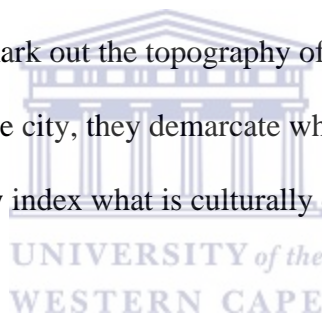 ark out the topography of
e city, they demarcate wh
index what is culturally
UNIVERSITY of the
WESTERN CAPE